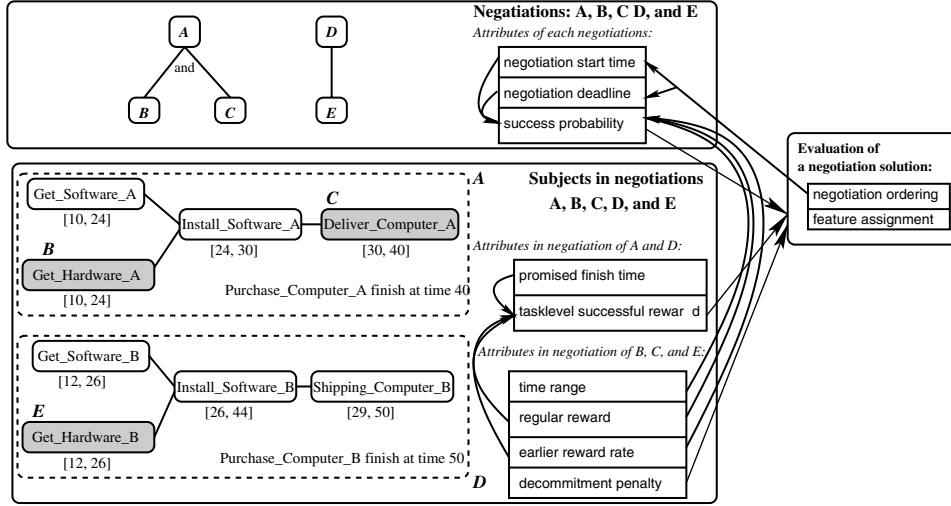 Negatiations: A, B, C D, and E
Attributes of each negotiations:
A
and
B
C
D
E
negotiation start time
negotiation deadline
success probability
Evaluation of
a negotiation solution:
negotiation ordering
feature assignment
Subjects in negotiations
A, B, C, D, and E
A
Get_Software_A
[10, 24]
B
Get_Hardware_A
[10, 24]
Install_Software_A
[24, 30]
C
Deliver_Computer_A
[30, 40]
Purchase_Computer_A finish at time 40
Attributes in negotiation of A and D:
promised finish time
tasklevel successful rewar d
Attributes in negotiation of B, C, and E:
time range
regular reward
earlier reward rate
decommitment penalty
Get_Software_B
[12, 26]
E
Get_Hardware_B
[12, 26]
Install_Software_B
[26, 44]
Shipping_Computer_B
[29, 50]
Purchase_Computer_B finish at time 50
D